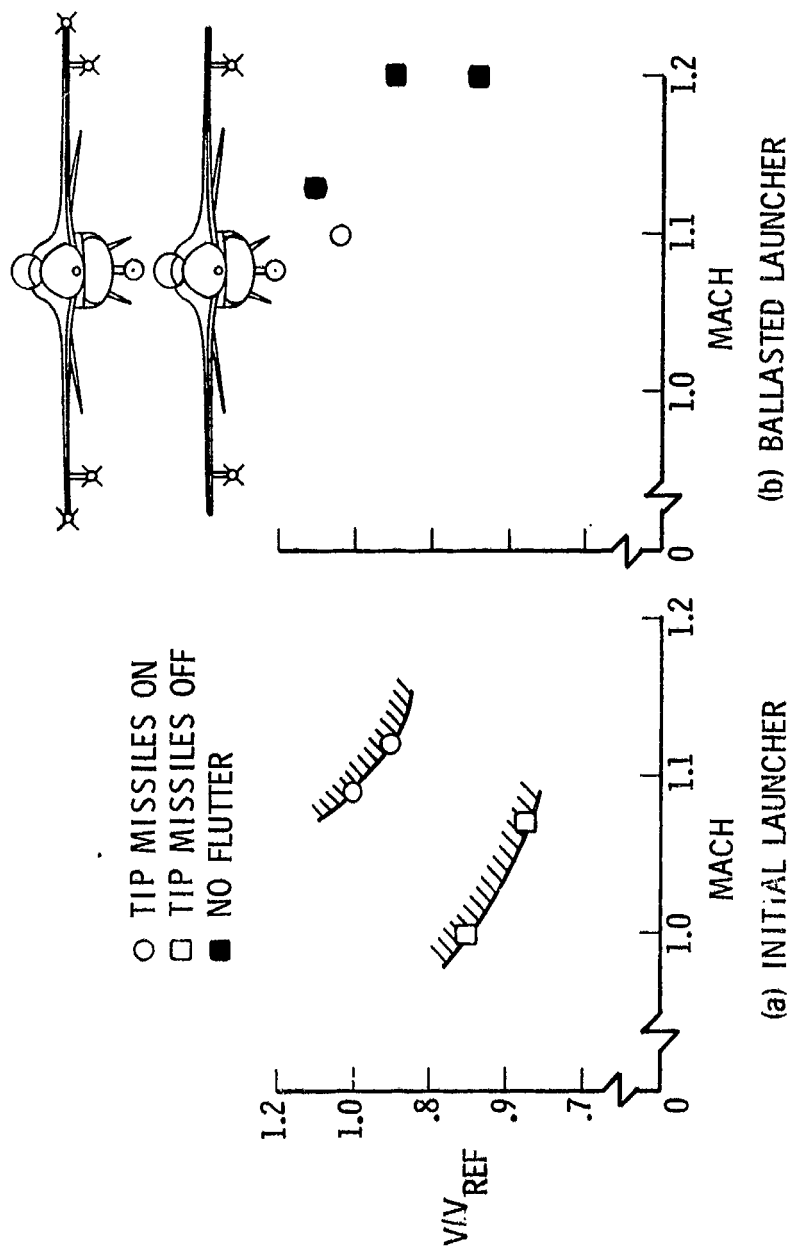 TIP MISSILES ON
TIP MISSILES OFF
NO FLUTTER
V/V REF
1.2
1.0
.8
.9
.7
0
1.0
1.1
1.2
MACH
(a) INITIAL LAUNCHER
0
1.0
1.1
1.2
MACH
(b) BALLASTED LAUNCHER